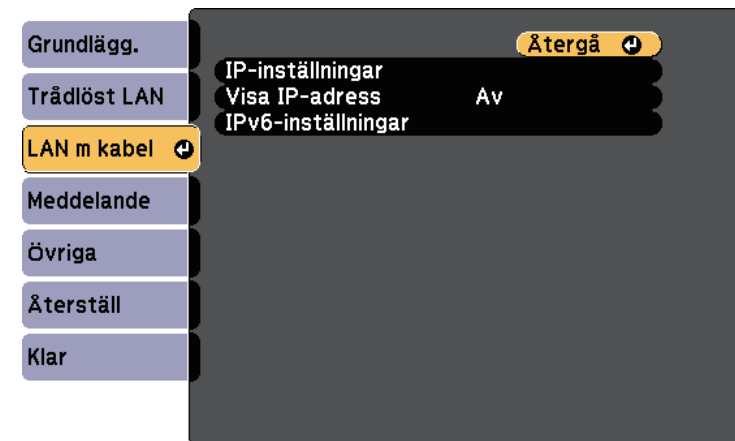 Grundlägg.
Trådlöst LAN
LAN m kabel
Meddelande
Övriga
Återställ
Klar
Återgå
IP-inställningar
Visa IP-adress Av
IPv6-inställningar